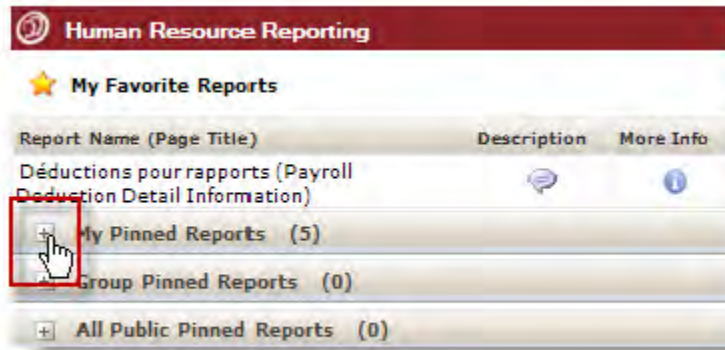 Human Resource Reporting
My Favorite Reports
Report Name (Page Title) Description More Info
Déductions pour rapports (Payroll
Deduction Detail Information)
My Pinned Reports (5)
Group Pinned Reports (0)
All Public Pinned Reports (0)